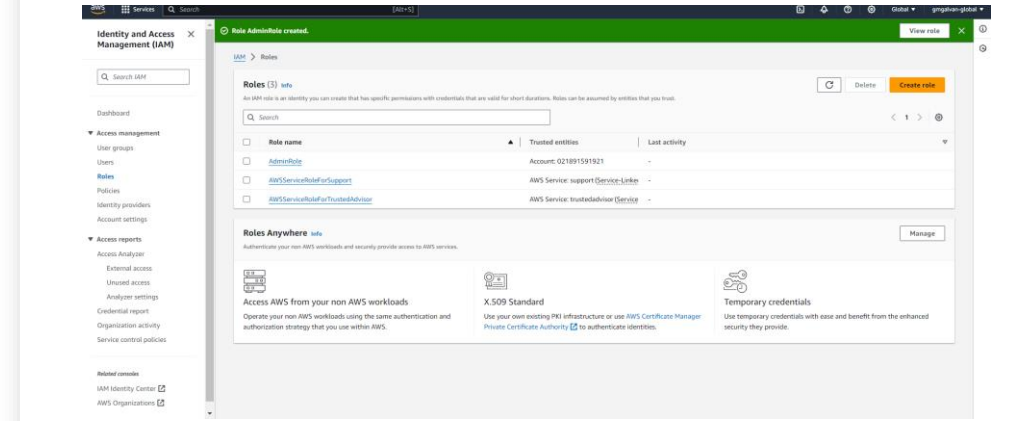 aws
Services
Search
[Alt+S]
Global
gmgalvan-global
Identity and Access Management (IAM)
Search IAM
Dashboard
Access management
User groups
Users
Roles
Policies
Identity providers
Account settings
Access reports
Access Analyzer
External access
Unused access
Analyzer settings
Credential report
Organization activity
Service control policies
Related consoles
IAM Identity Center
AWS Organizations
Role AdminRole created.
View role
IAM > Roles
Roles (3) Info
Delete
Create role
An IAM role is an identity you can create that has specific permissions with credentials that are valid for short durations. Roles can be assumed by entities that you trust.
Search
1
Role name
Trusted entities
Last activity
AdminRole
Account: 021891591921
-
AWSServiceRoleForSupport
AWS Service: support (Service-Linke
-
AWSServiceRoleForTrustedAdvisor
AWS Service: trustedadvisor (Service
-
Roles Anywhere Info
Manage
Authenticate your non AWS workloads and securely provide access to AWS services.
Access AWS from your non AWS workloads
Operate your non AWS workloads using the same authentication and
authorization strategy that you use within AWS.
X.509 Standard
Use your own existing PKI infrastructure or use AWS Certificate Manager
Private Certificate Authority to authenticate identities.
Temporary credentials
Use temporary credentials with ease and benefit from the enhanced
security they provide.